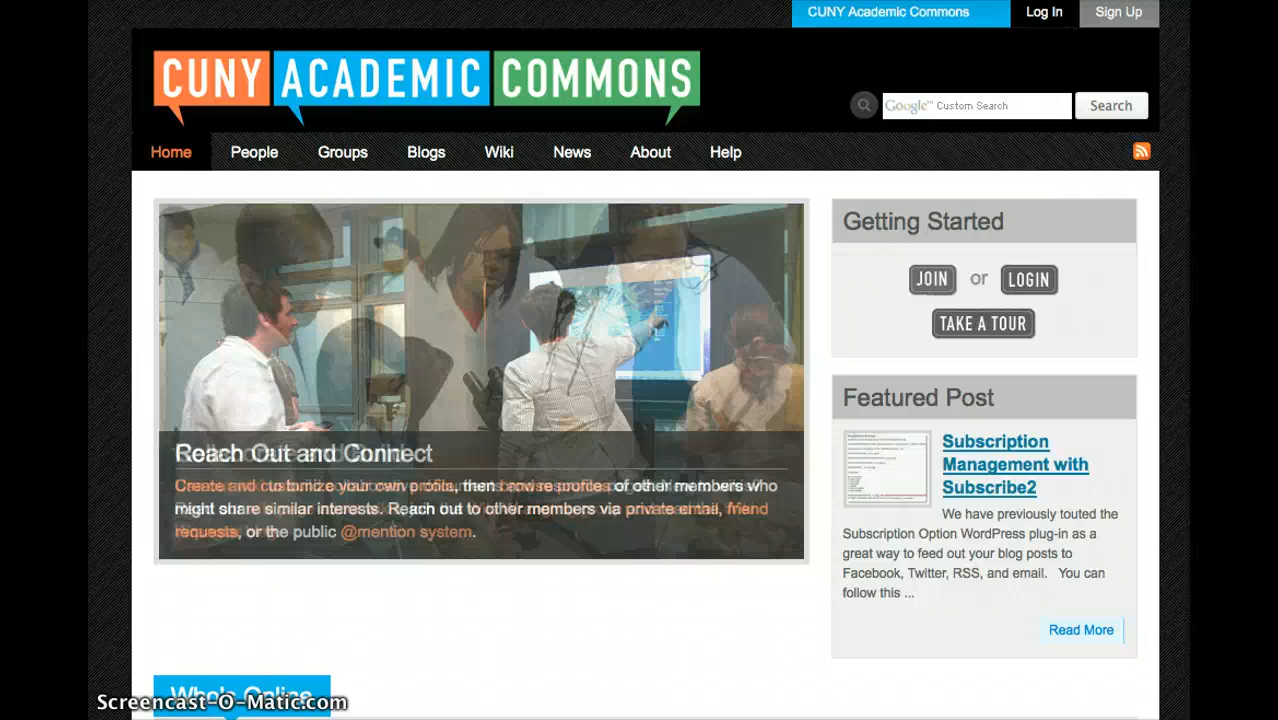 CUNY Academic Commons Log In Sign Up
CUNY ACADEMIC COMMONS
Google™ Custom Search Search
Home People Groups Blogs Wiki News About Help
Getting Started
JOIN or LOGIN
TAKE A TOUR
Featured Post
Subscription
Management with
Subscribe2
We have previously touted the
Subscription Option WordPress plug-in as a
great way to feed out your blog posts to
Facebook, Twitter, RSS, and email. You can
follow this ...
Read More
Reach Out and Connect
Create and customize your own profile, then browse profiles of other members who
might share similar interests. Reach out to other members via private email, friend
requests, or the public @mention system.
Who's Online
Screencast-O-Matic.com